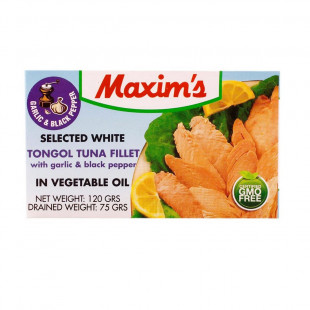 Maxim's
GARLIC & BLACK PEPPER
SELECTED WHITE
TONGOL TUNA FILLET
with garlic & black pepper
IN VEGETABLE OIL
NET WEIGHT: 120 GRS
DRAINED WEIGHT: 75 GRS
CERTIFIED
GMO
FREE